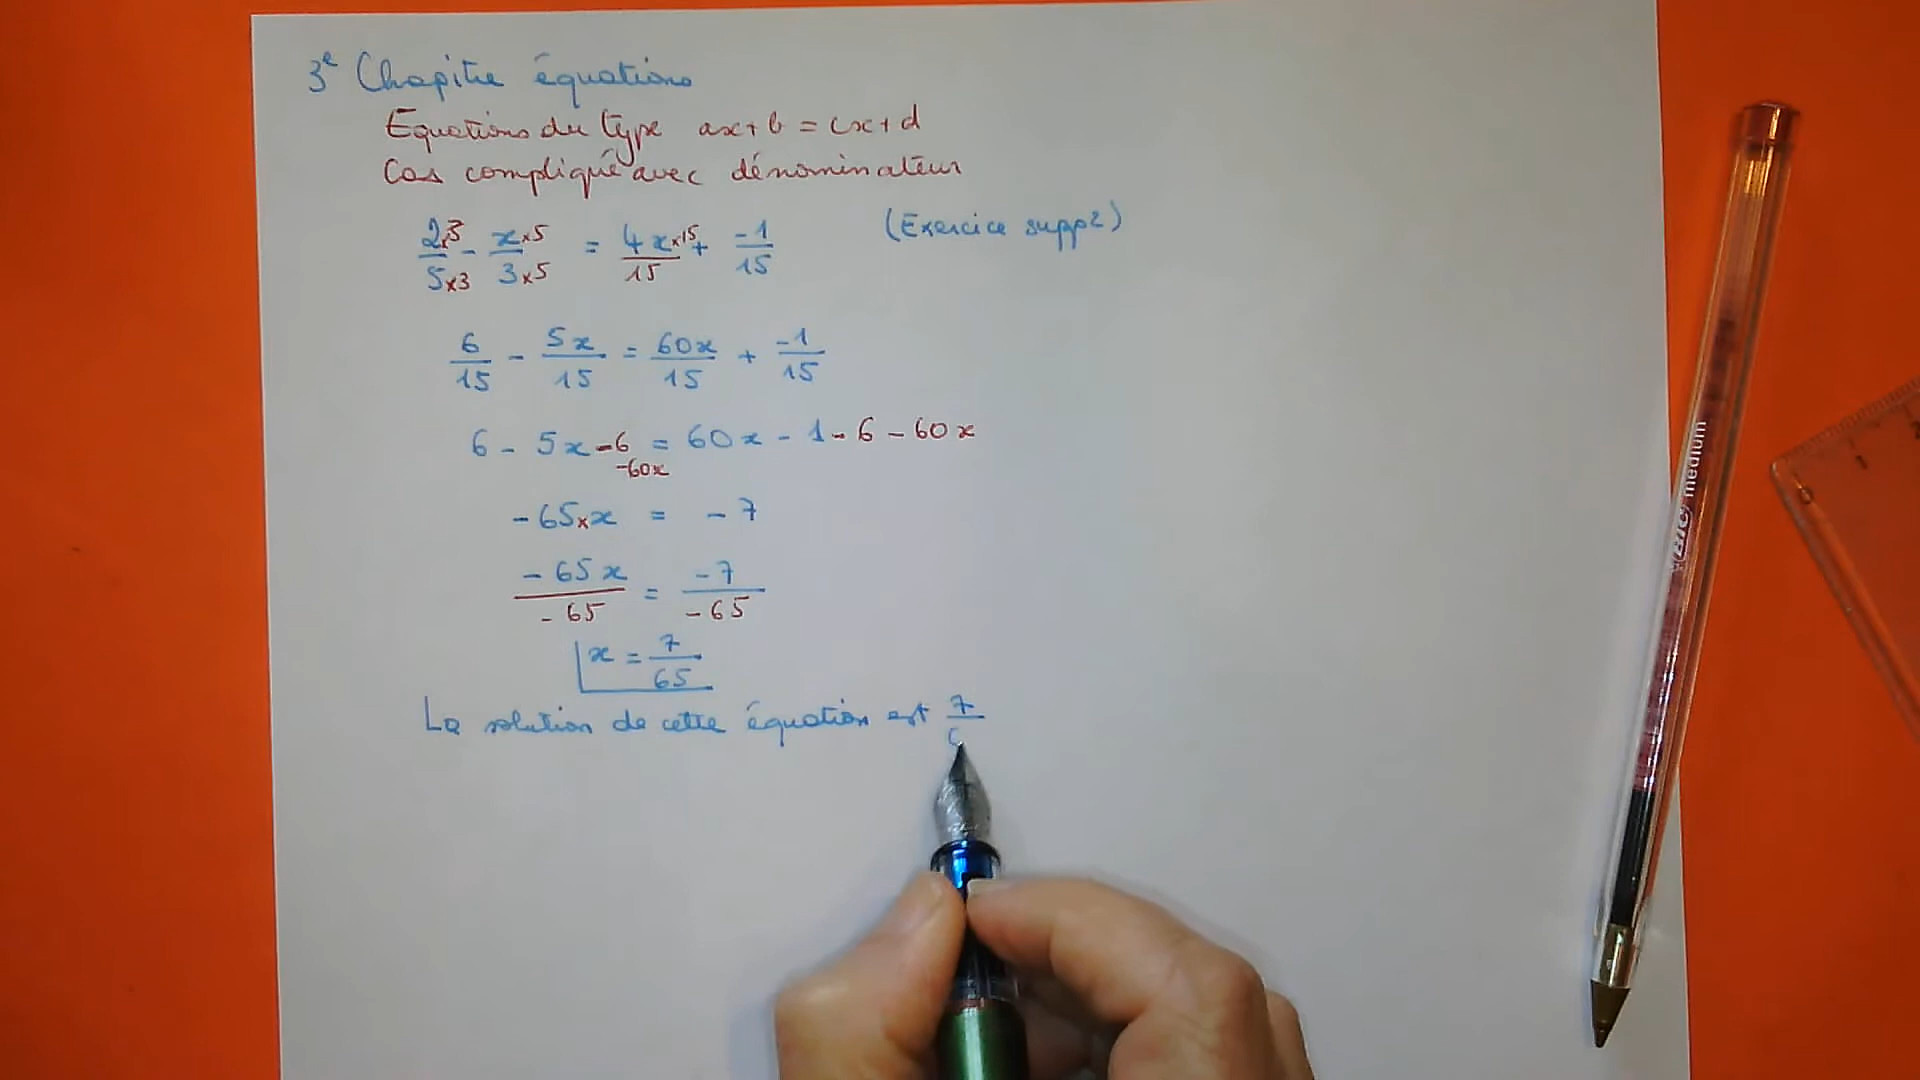 3e Chapitre équations
Equations du type ax+b = cx+d
Cas compliqué avec dénominateur
2×3/5×3 - x×5/3×5 = 4x×15/15 + -1/15 (Exercice supp2)
6/15 - 5x/15 = 60x/15 + -1/15
6 - 5x - 6 - 60x = 60x - 1 - 6 - 60x
-65×x = -7
-65x/-65 = -7/-65
x = 7/65
La solution de cette équation est 7/
BIC medium